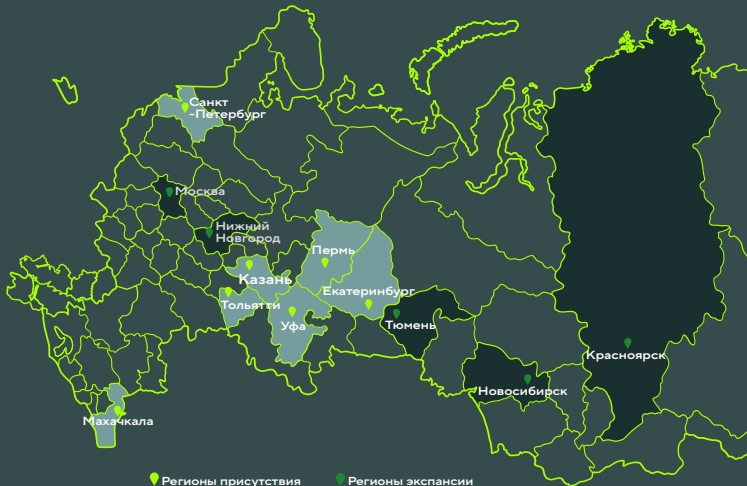 Санкт
-Петербург
Москва
Нижний
Новгород
Пермь
Казань
Екатеринбург
Тольятти
Уфа
Тюмень
Красноярск
Новосибирск
Махачкала
Регионы присутствия
Регионы экспансии